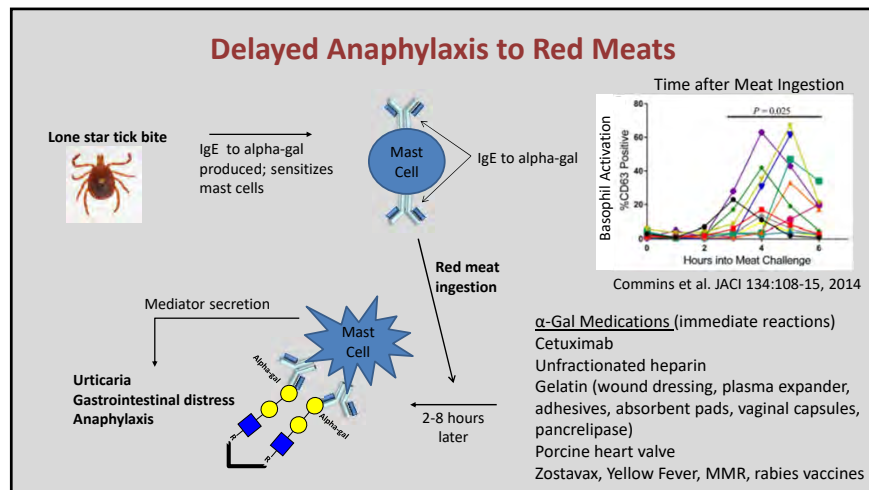 Delayed Anaphylaxis to Red Meats
Lone star tick bite
IgE to alpha-gal
produced; sensitizes
mast cells
Mast
Cell
IgE to alpha-gal
Time after Meat Ingestion
P = 0.025
Basophil Activation
%CD63 Positive
80
60
40
20
0
0
2
4
6
Hours into Meat Challenge
Commins et al. JACI 134:108-15, 2014
Red meat
ingestion
Mediator secretion
Mast
Cell
Alpha-gal
Alpha-gal
R
R
Urticaria
Gastrointestinal distress
Anaphylaxis
2-8 hours
later
α-Gal Medications (immediate reactions)
Cetuximab
Unfractionated heparin
Gelatin (wound dressing, plasma expander,
adhesives, absorbent pads, vaginal capsules,
pancrelipase)
Porcine heart valve
Zostavax, Yellow Fever, MMR, rabies vaccines